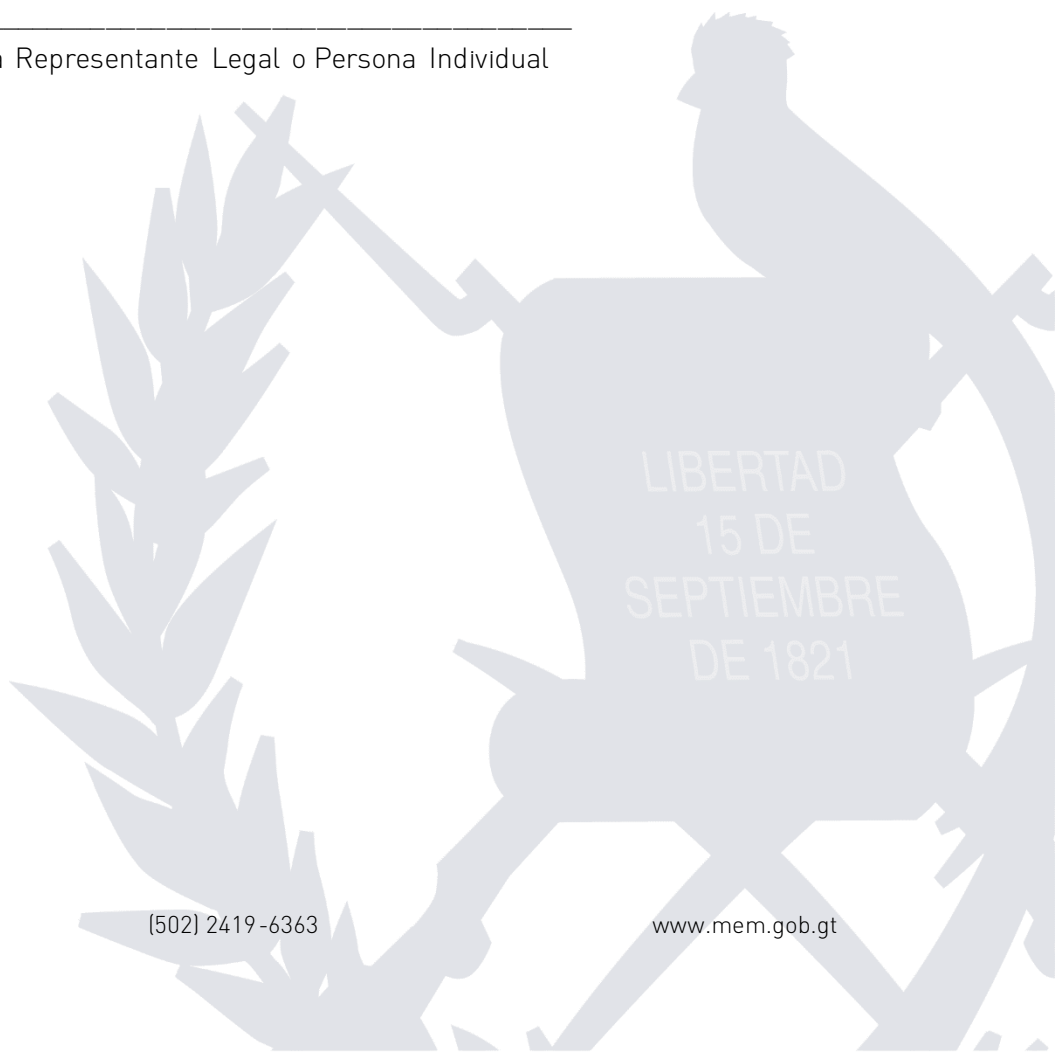 Representante Legal o Persona Individual
LIBERTAD
15 DE
SEPTIEMBRE
DE 1821
(502) 2419-6363
www.mem.gob.gt